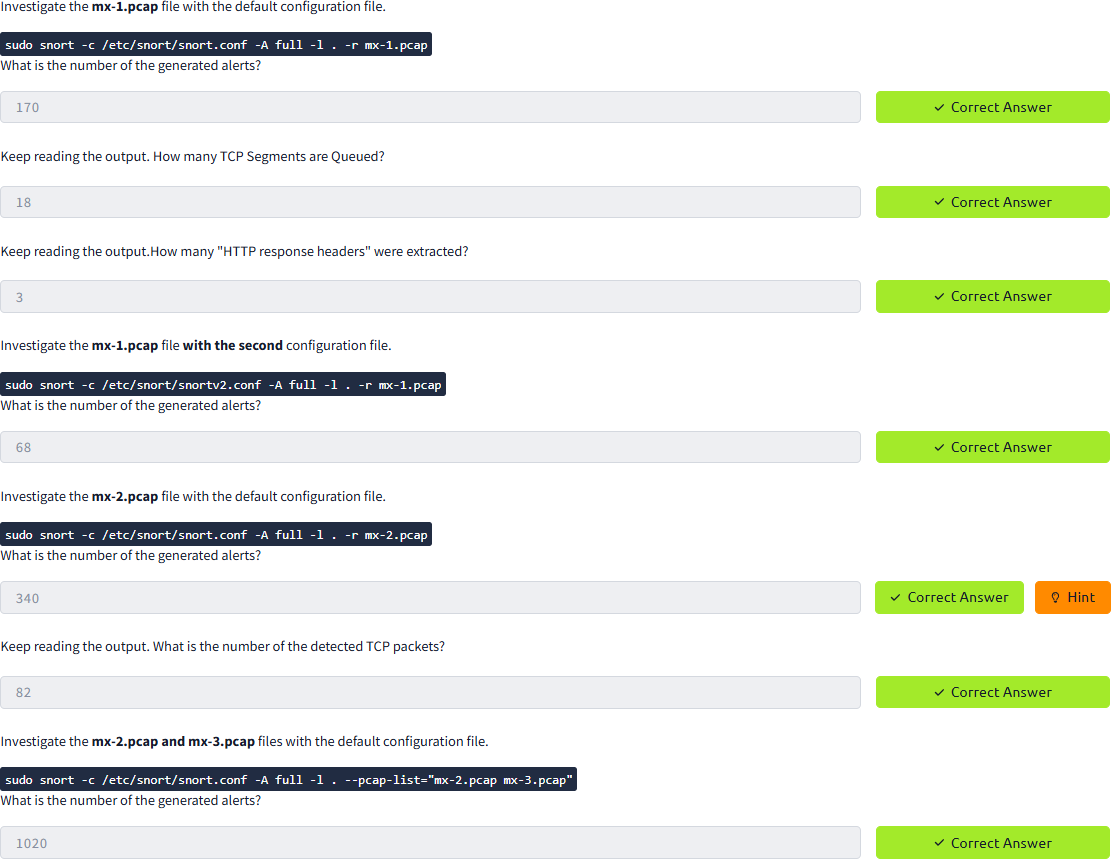 Investigate the mx-1.pcap file with the default configuration file.
sudo snort -c /etc/snort/snort.conf -A full -l . -r mx-1.pcap
What is the number of the generated alerts?
170
Correct Answer
Keep reading the output. How many TCP Segments are Queued?
18
Correct Answer
Keep reading the output.How many "HTTP response headers" were extracted?
3
Correct Answer
Investigate the mx-1.pcap file with the second configuration file.
sudo snort -c /etc/snort/snortv2.conf -A full -l . -r mx-1.pcap
What is the number of the generated alerts?
68
Correct Answer
Investigate the mx-2.pcap file with the default configuration file.
sudo snort -c /etc/snort/snort.conf -A full -l . -r mx-2.pcap
What is the number of the generated alerts?
340
Correct Answer
Hint
Keep reading the output. What is the number of the detected TCP packets?
82
Correct Answer
Investigate the mx-2.pcap and mx-3.pcap files with the default configuration file.
sudo snort -c /etc/snort/snort.conf -A full -l . --pcap-list="mx-2.pcap mx-3.pcap"
What is the number of the generated alerts?
1020
Correct Answer